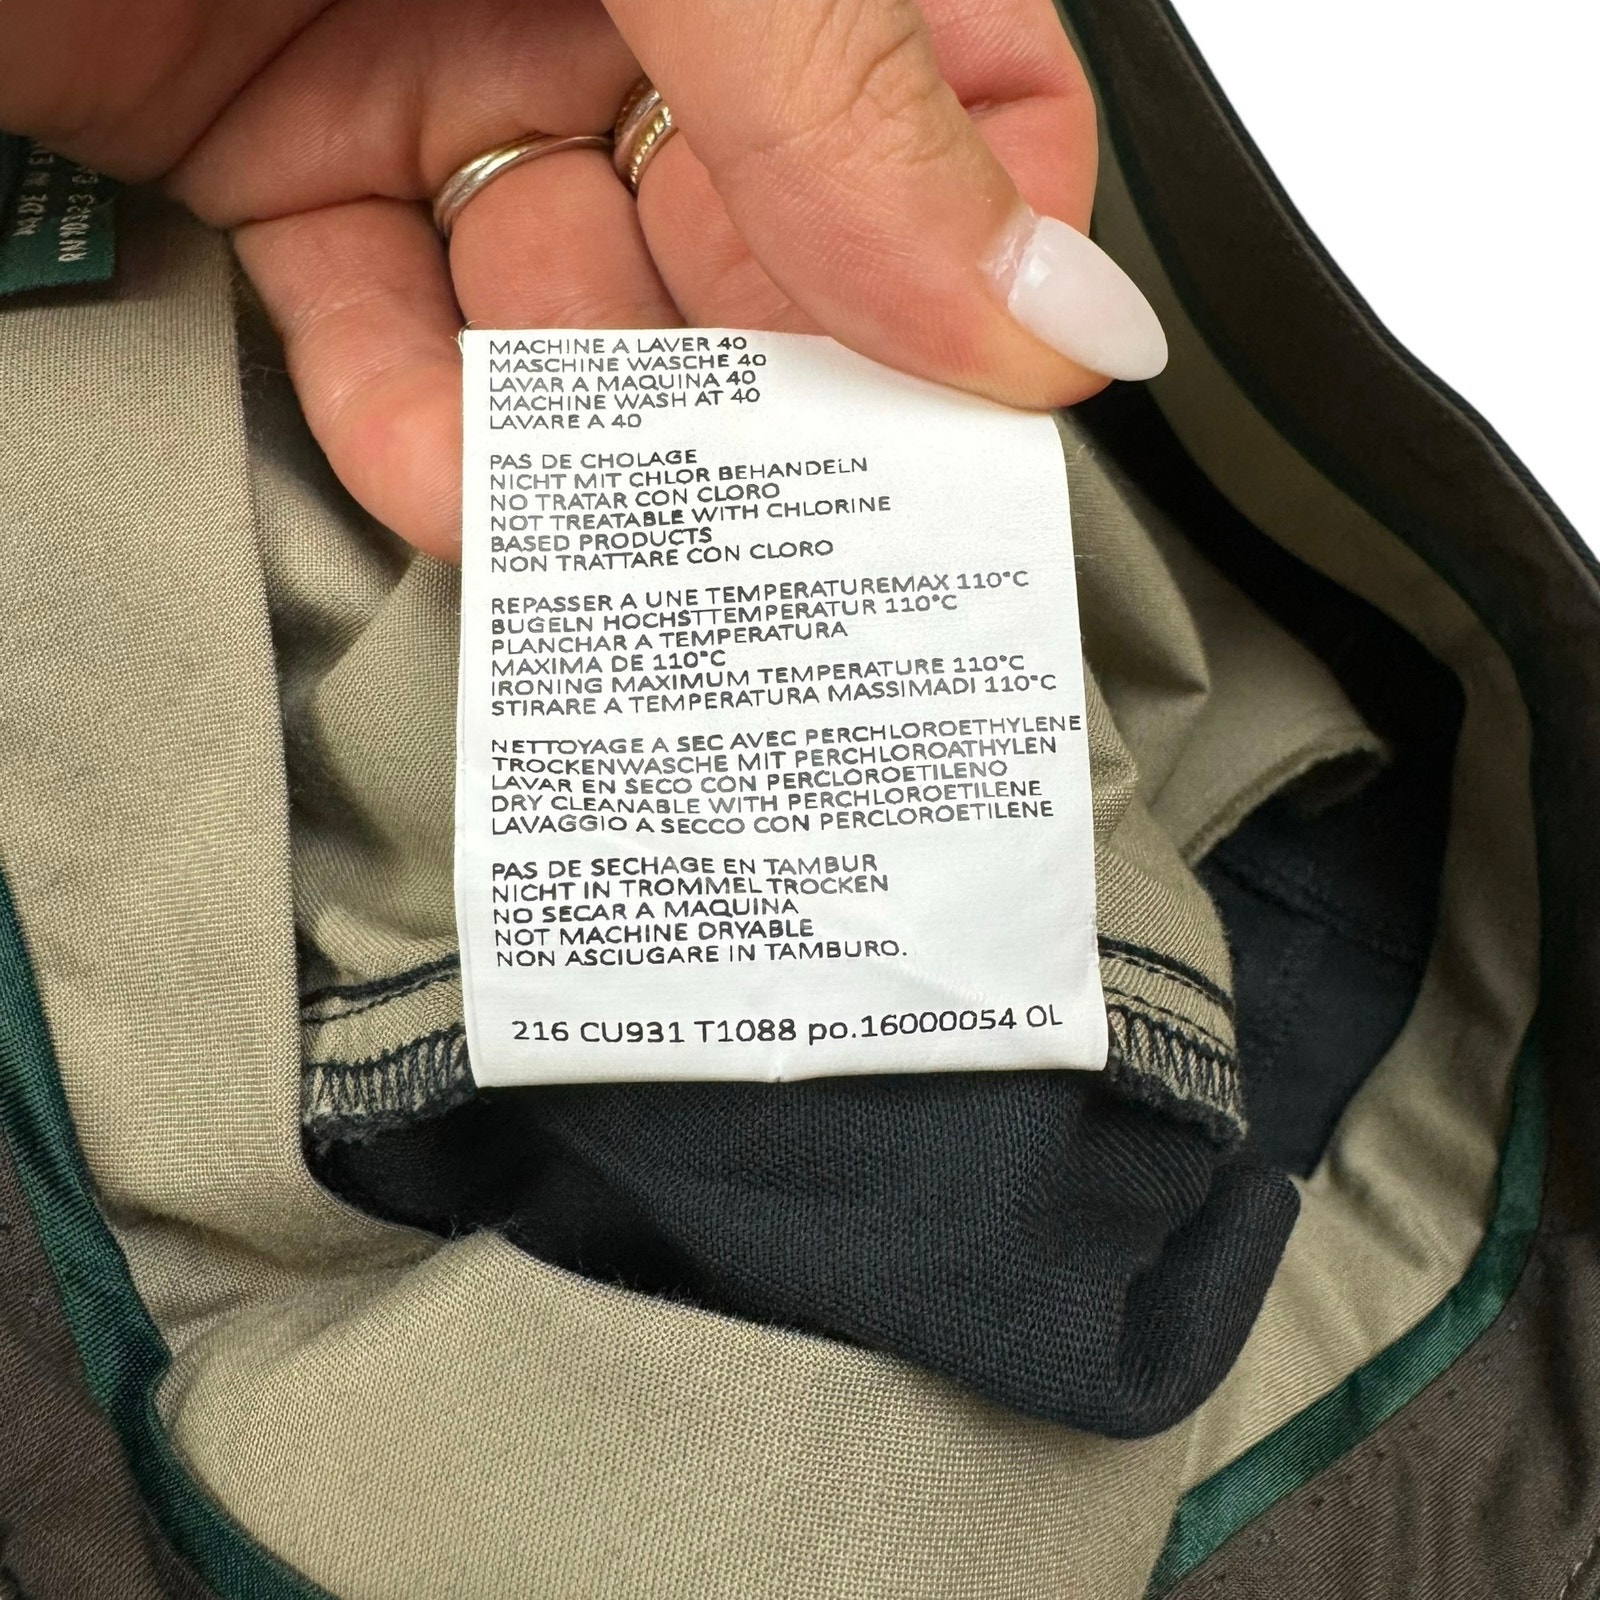 MADE IN
RN 10323
MACHINE A LAVER 40
MASCHINE WASCHE 40
LAVAR A MAQUINA 40
MACHINE WASH AT 40
LAVARE A 40
PAS DE CHOLAGE
NICHT MIT CHLOR BEHANDELN
NO TRATAR CON CLORO
NOT TREATABLE WITH CHLORINE
BASED PRODUCTS
NON TRATTARE CON CLORO
REPASSER A UNE TEMPERATUREMAX 110°C
BUGELN HOCHSTTEMPERATUR 110°C
PLANCHAR A TEMPERATURA
MAXIMA DE 110°C
IRONING MAXIMUM TEMPERATURE 110°C
STIRARE A TEMPERATURA MASSIMADI 110°C
NETTOYAGE A SEC AVEC PERCHLOROETHYLENE
TROCKENWASCHE MIT PERCHLOROATHYLEN
LAVAR EN SECO CON PERCLOROETILENO
DRY CLEANABLE WITH PERCHLOROETILENE
LAVAGGIO A SECCO CON PERCLOROETILENE
PAS DE SECHAGE EN TAMBUR
NICHT IN TROMMEL TROCKEN
NO SECAR A MAQUINA
NOT MACHINE DRYABLE
NON ASCIUGARE IN TAMBURO.
216 CU931 T1088 po.16000054 OL